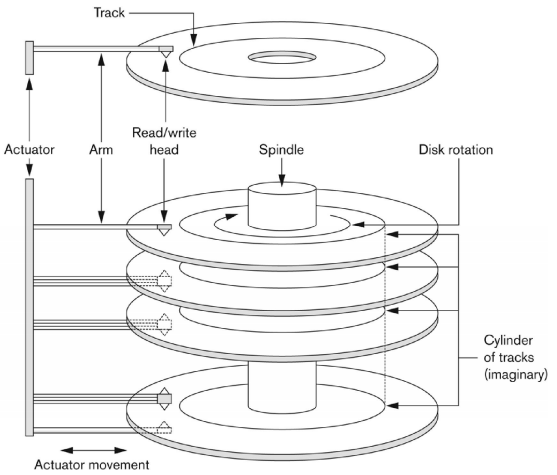 Track
Actuator
Arm
Read/write
head
Spindle
Disk rotation
Cylinder
of tracks
(imaginary)
Actuator movement